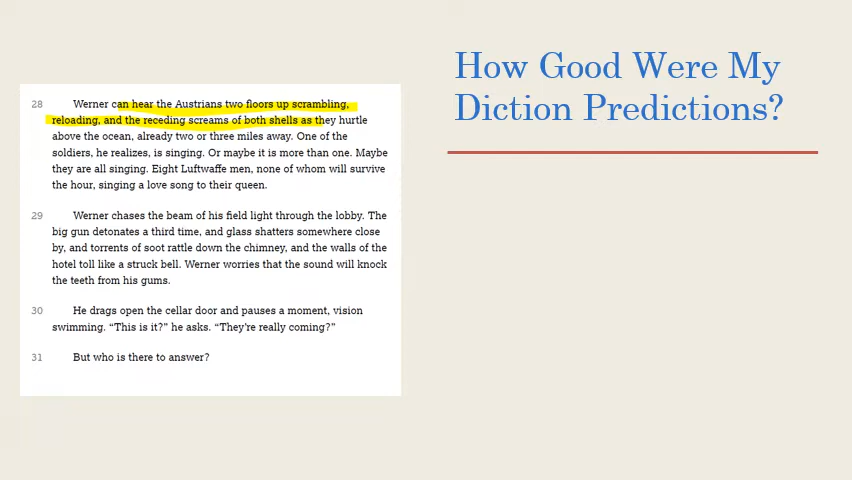 How Good Were My
Diction Predictions?
28 Werner can hear the Austrians two floors up scrambling,
reloading, and the receding screams of both shells as they hurtle
above the ocean, already two or three miles away. One of the
soldiers, he realizes, is singing. Or maybe it is more than one. Maybe
they are all singing. Eight Luftwaffe men, none of whom will survive
the hour, singing a love song to their queen.
29 Werner chases the beam of his field light through the lobby. The
big gun detonates a third time, and glass shatters somewhere close
by, and torrents of soot rattle down the chimney, and the walls of the
hotel toll like a struck bell. Werner worries that the sound will knock
the teeth from his gums.
30 He drags open the cellar door and pauses a moment, vision
swimming. “This is it?” he asks. “They’re really coming?”
31 But who is there to answer?